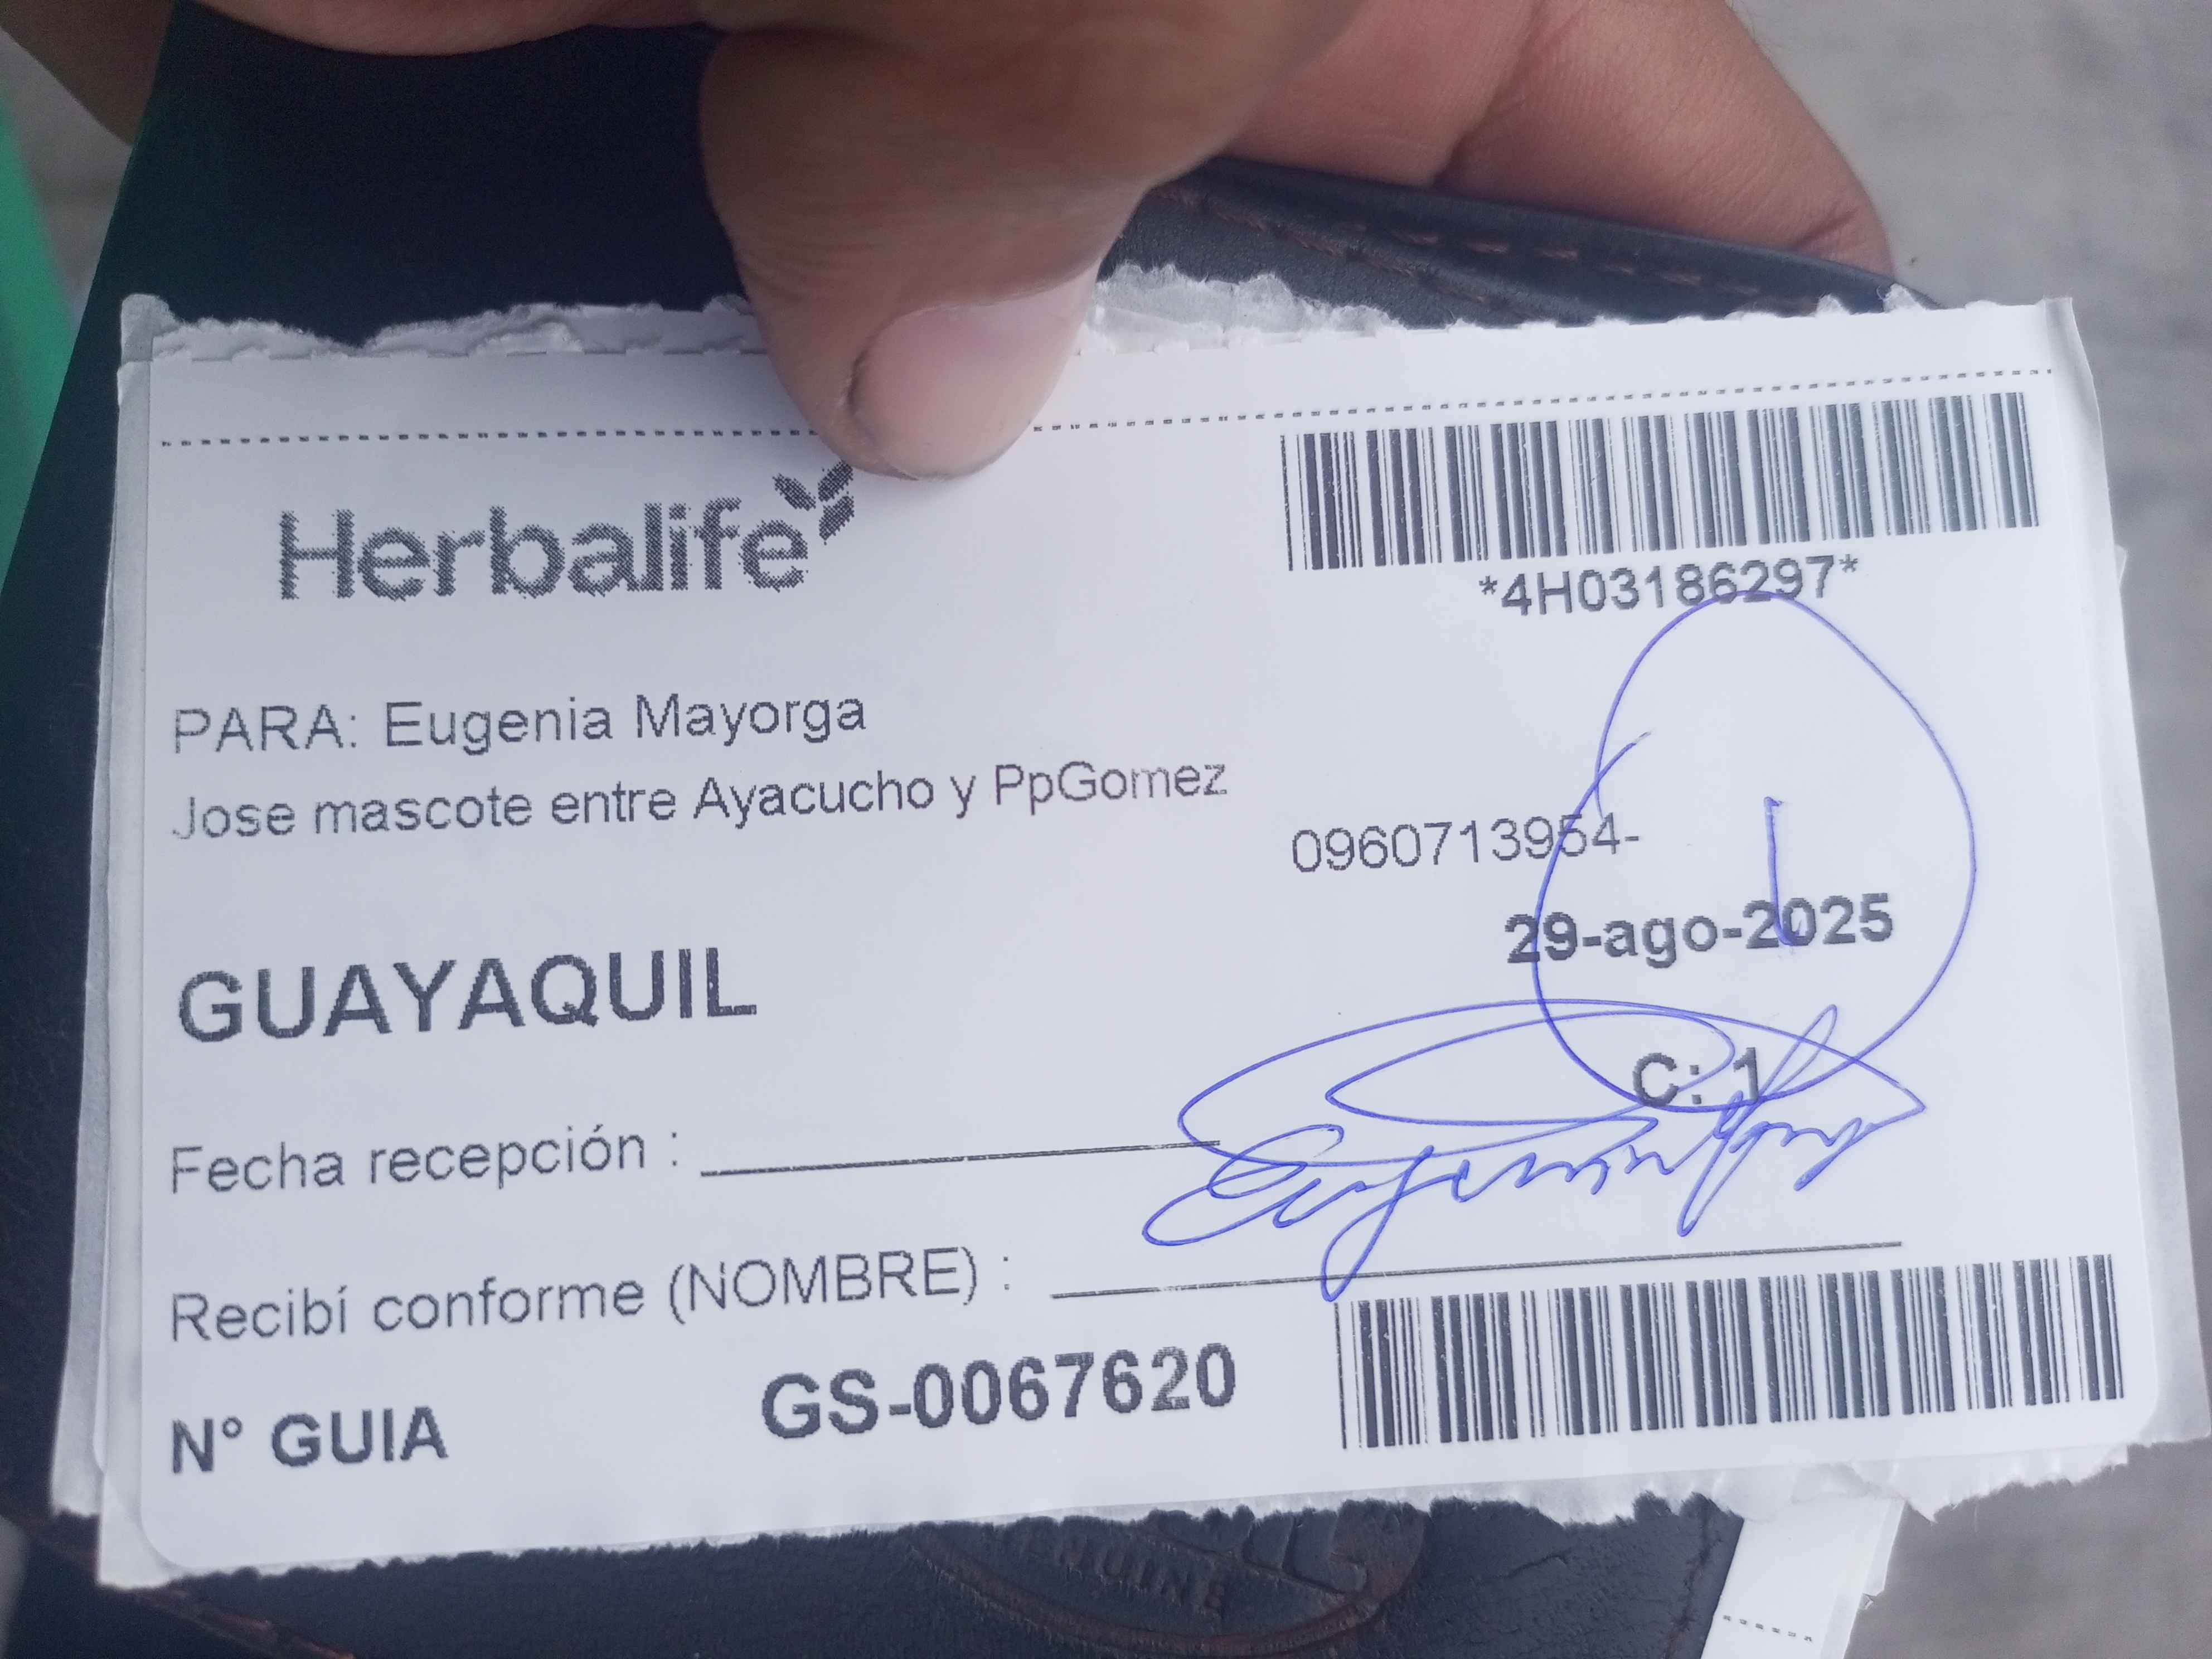 Herbalife
*4H03186297*
PARA: Eugenia Mayorga
Jose mascote entre Ayacucho y PpGomez
0960713954-
29-ago-2025
GUAYAQUIL
C: 1
1
Fecha recepción :
Recibí conforme (NOMBRE) :
N° GUIA GS-0067620